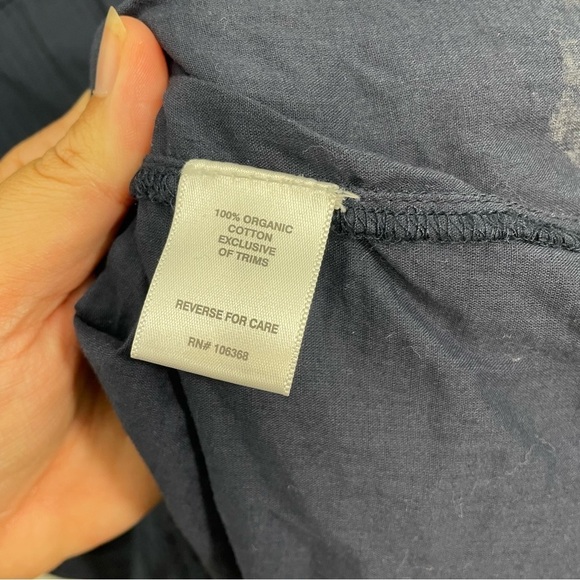 100% ORGANIC
COTTON
EXCLUSIVE
OF TRIMS
REVERSE FOR CARE
RN# 106368